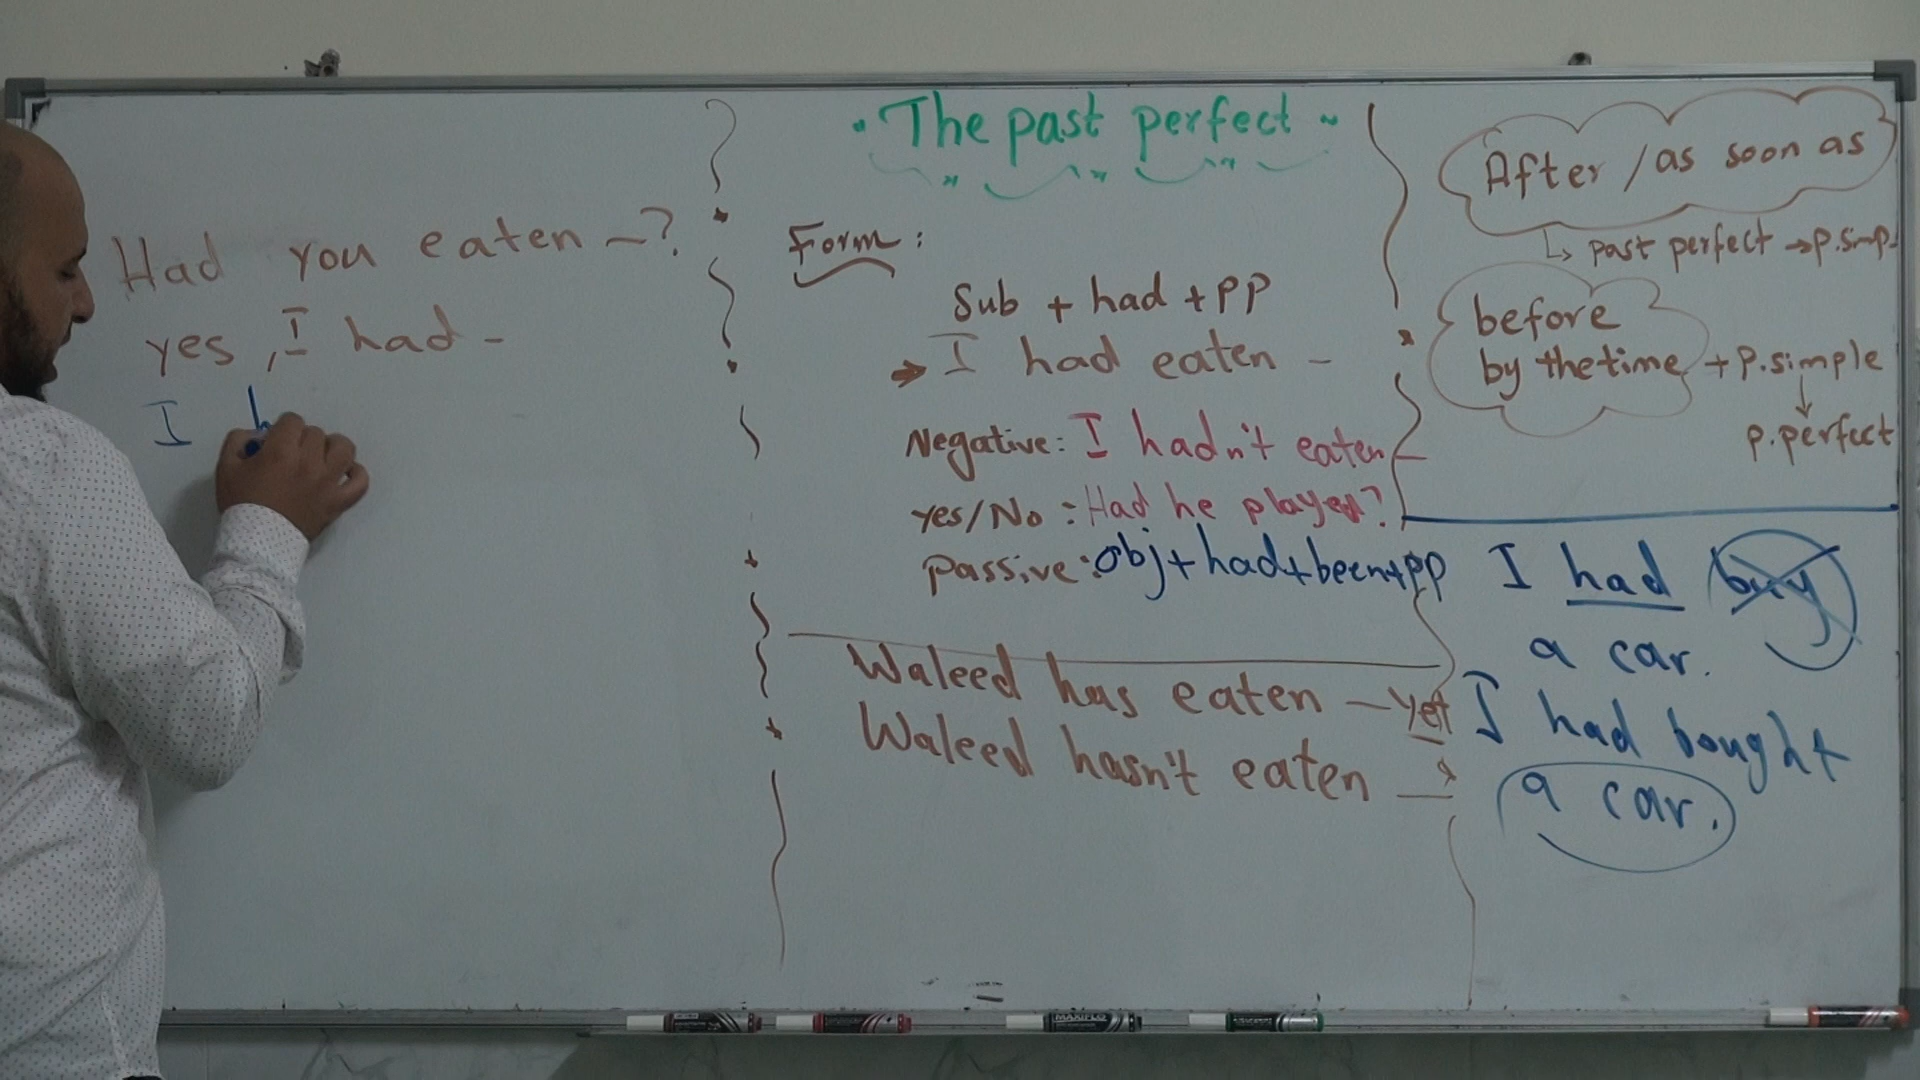 Had you eaten —?
yes, I had -
I h
The past perfect
Form:
Sub + had + PP
→ I had eaten -
Negative: I hadn't eaten -
Yes/No: Had he played?
Passive: obj + had + been + pp
Waleed has eaten — yet
Waleed hasn't eaten —
After / as soon as
↳ past perfect → p.simp.
before
by the time + P.simple
↓
p.perfect
I had buy
a car.
I had bought
a car.
MAXIFLO